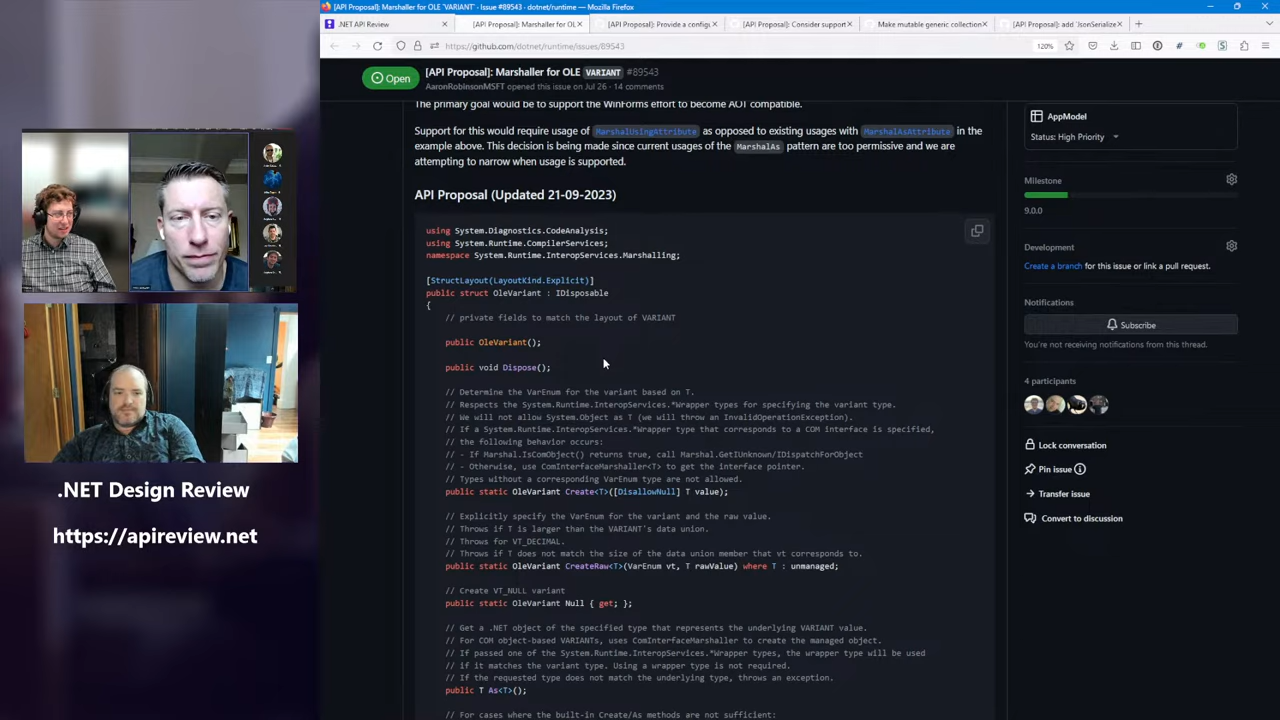 [API Proposal]: Marshaller for OLE `VARIANT` · Issue #89543 · dotnet/runtime — Mozilla Firefox
.NET API Review
[API Proposal]: Marshaller for OL
[API Proposal]: Provide a configu
[API Proposal]: Consider support
Make mutable generic collection
[API Proposal]: add 'JsonSerialize
https://github.com/dotnet/runtime/issues/89543
120%
Open
[API Proposal]: Marshaller for OLE VARIANT #89543
AaronRobinsonMSFT opened this issue on Jul 26 · 14 comments
The primary goal would be to support the WinForms effort to become AOT compatible.
Support for this would require usage of MarshalUsingAttribute as opposed to existing usages with MarshalAsAttribute in the
example above. This decision is being made since current usages of the MarshalAs pattern are too permissive and we are
attempting to narrow when usage is supported.
API Proposal (Updated 21-09-2023)
using System.Diagnostics.CodeAnalysis;
using System.Runtime.CompilerServices;
namespace System.Runtime.InteropServices.Marshalling;
[StructLayout(LayoutKind.Explicit)]
public struct OleVariant : IDisposable
{
// private fields to match the layout of VARIANT
public OleVariant();
public void Dispose();
// Determine the VarEnum for the variant based on T.
// Respects the System.Runtime.InteropServices.*Wrapper types for specifying the variant type.
// We will not allow System.Object as T (we will throw an InvalidOperationException).
// If a System.Runtime.InteropServices.*Wrapper type that corresponds to a COM interface is specified,
// the following behavior occurs:
// - If Marshal.IsComObject() returns true, call Marshal.GetIUnknown/IDispatchForObject
// - Otherwise, use ComInterfaceMarshaller<T> to get the interface pointer.
// Types without a corresponding VarEnum type are not allowed.
public static OleVariant Create<T>([DisallowNull] T value);
// Explicitly specify the VarEnum for the variant and the raw value.
// Throws if T is larger than the VARIANT's data union.
// Throws for VT_DECIMAL.
// Throws if T does not match the size of the data union member that vt corresponds to.
public static OleVariant CreateRaw<T>(VarEnum vt, T rawValue) where T : unmanaged;
// Create VT_NULL variant
public static OleVariant Null { get; };
// Get a .NET object of the specified type that represents the underlying VARIANT value.
// For COM object-based VARIANTs, uses ComInterfaceMarshaller to create the managed object.
// If passed one of the System.Runtime.InteropServices.*Wrapper types, the wrapper type will be used
// if it matches the variant type. Using a wrapper type is not required.
// If the requested type does not match the underlying type, throws an exception.
public T As<T>();
// For cases where the built-in Create/As methods are not sufficient:
AppModel
Status: High Priority
Milestone
9.0.0
Development
Create a branch for this issue or link a pull request.
Notifications
Subscribe
You're not receiving notifications from this thread.
4 participants
Lock conversation
Pin issue
Transfer issue
Convert to discussion
.NET Design Review
https://apireview.net